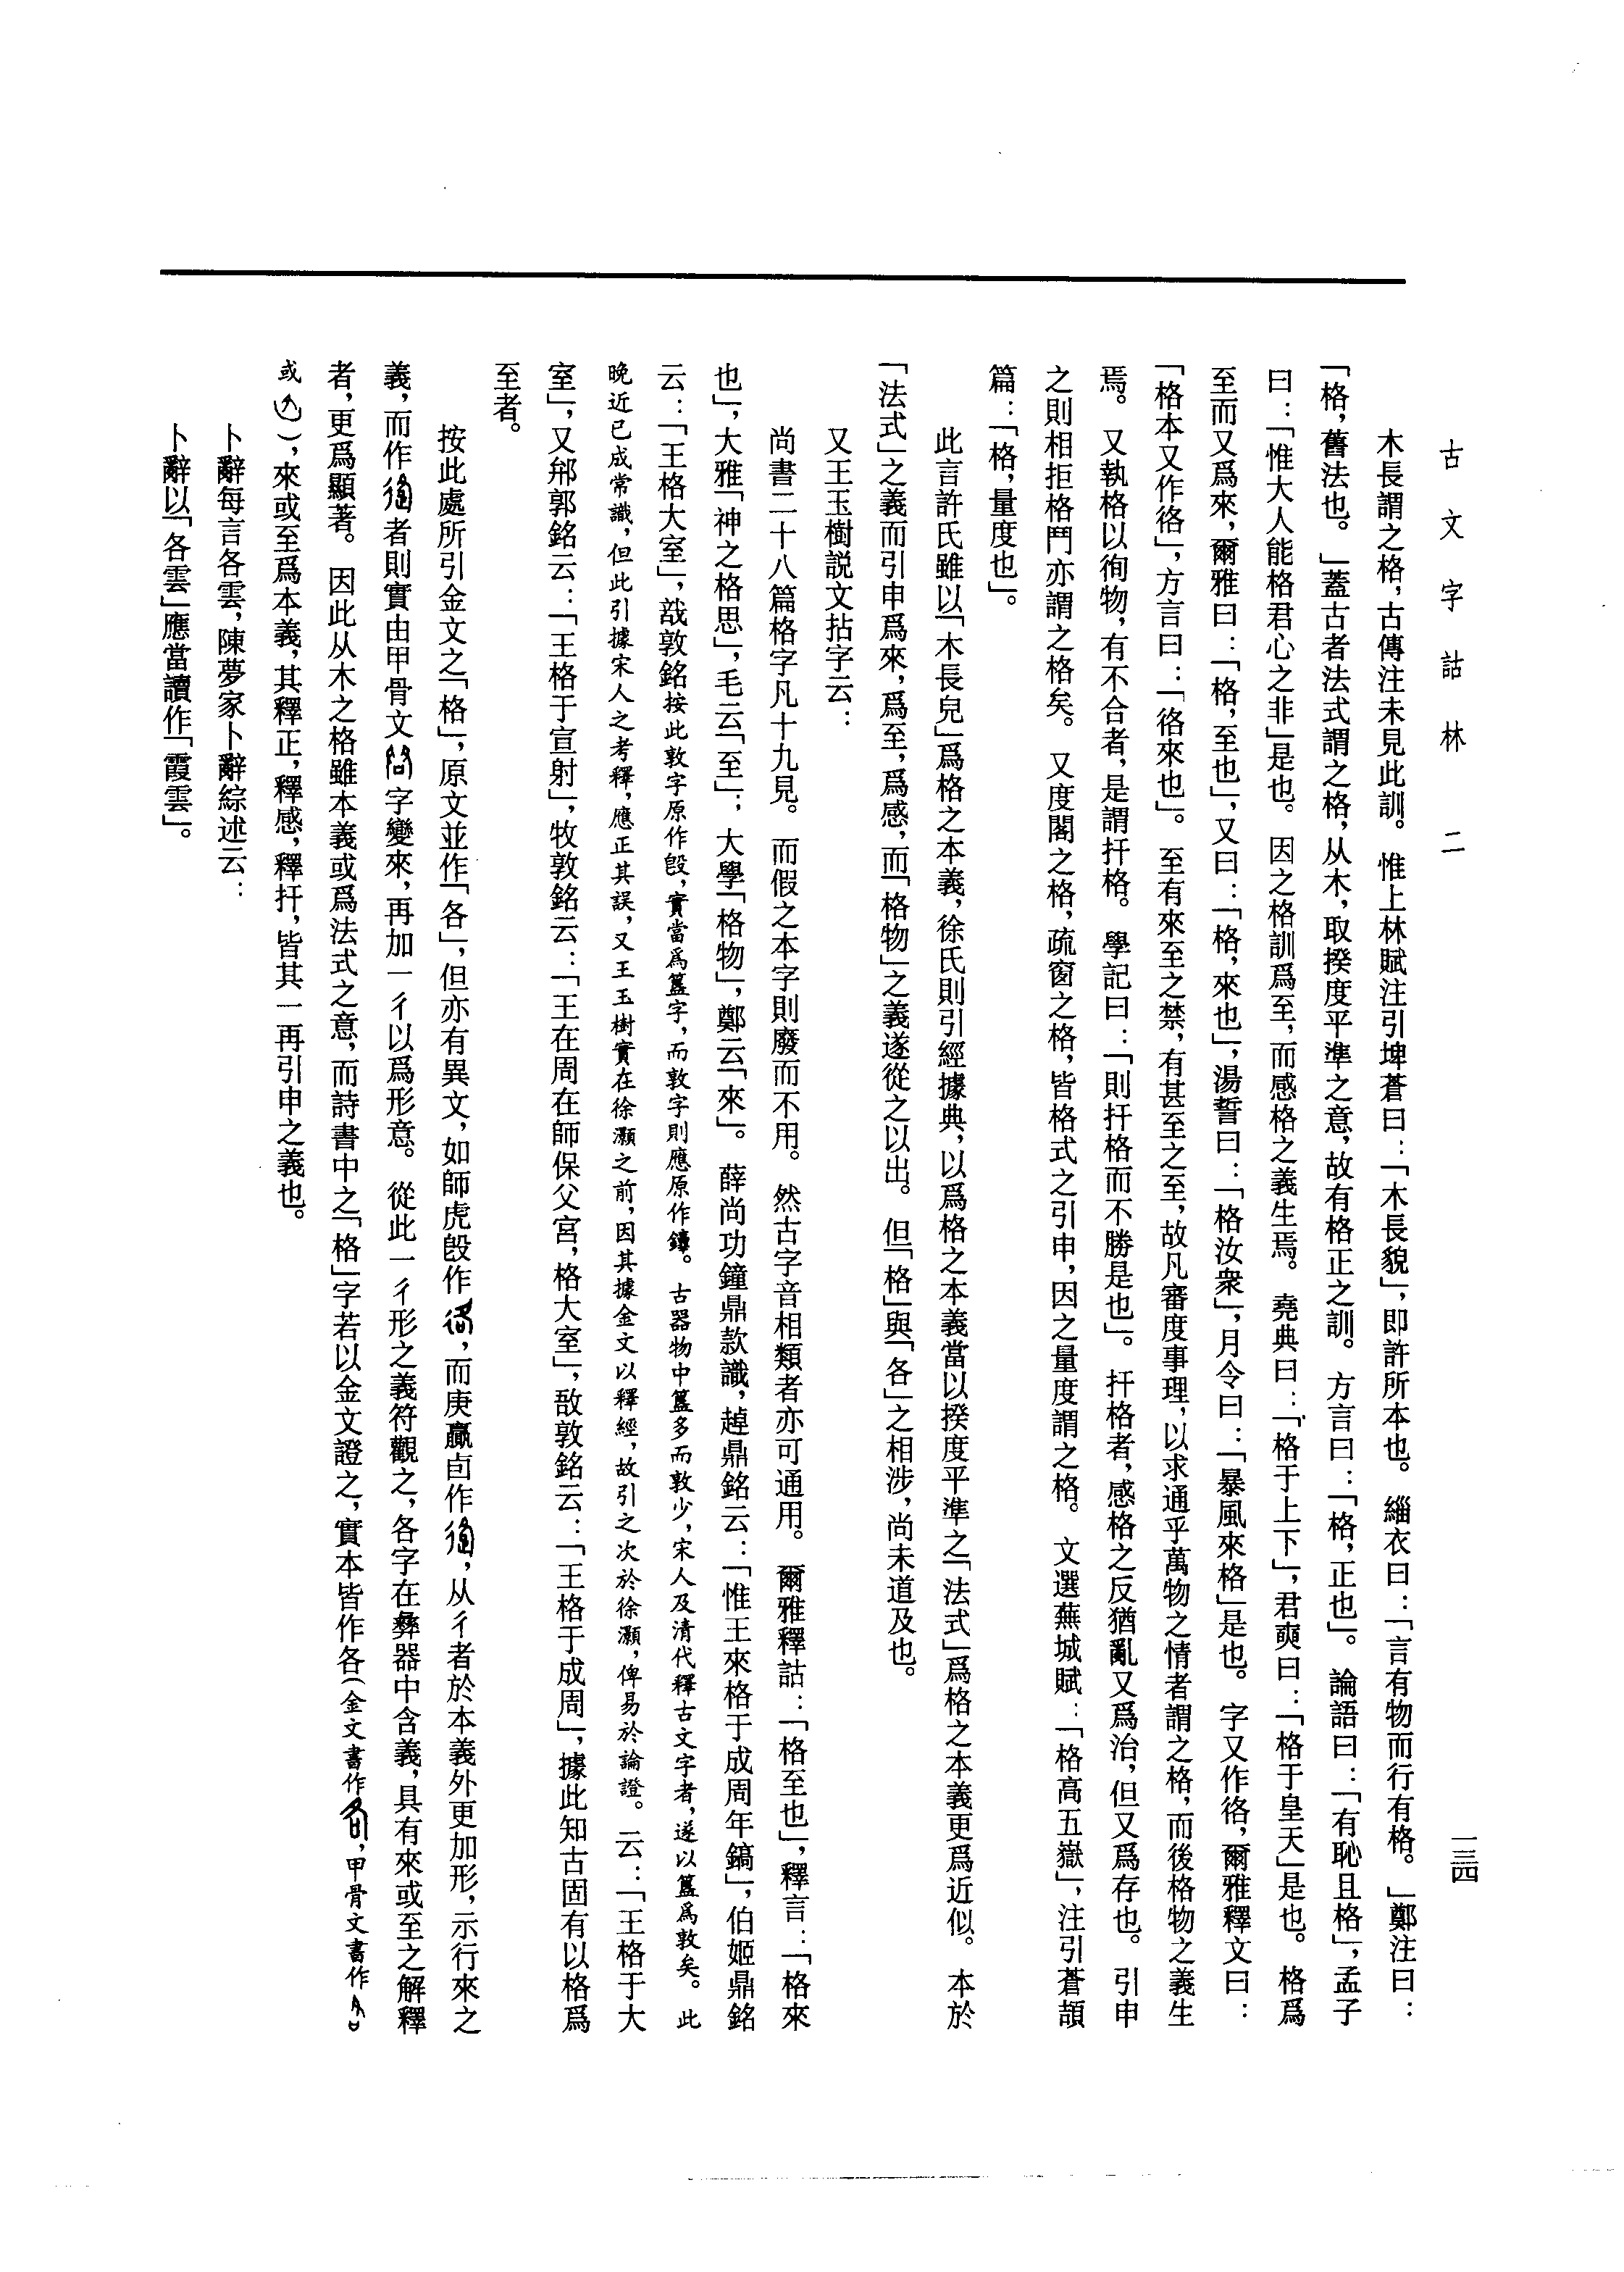 古文字詁林　二
一三四
木長謂之格，古傳注未見此訓。惟上林賦注引埤蒼曰：「木長貌」，即許所本也。緇衣曰：「言有物而行有格。」鄭注曰：
「格，舊法也。」蓋古者法式謂之格，从木，取揆度平準之意，故有格正之訓。方言曰：「格，正也」。論語曰：「有恥且格」，孟子
曰：「惟大人能格君心之非」是也。因之格訓爲至，而感格之義生焉。堯典曰：「格于上下」，君奭曰：「格于皇天」是也。格爲
至而又爲來，爾雅曰：「格，至也」，又曰：「格，來也」，湯誓曰：「格汝衆」，月令曰：「暴風來格」是也。字又作㣟，爾雅釋文曰：
「格本又作㣟」，方言曰：「㣟來也」。至有來至之禁，有甚至之至，故凡審度事理，以求通乎萬物之情者謂之格，而後格物之義生
焉。又執格以徇物，有不合者，是謂扞格。學記曰：「則扞格而不勝是也」。扞格者，感格之反猶亂又爲治，但又爲存也。引申
之則相拒格鬥亦謂之格矣。又度閣之格，疏窗之格，皆格式之引申，因之量度謂之格。文選蕪城賦：「格高五嶽」，注引蒼頡
篇：「格，量度也」。
此言許氏雖以「木長皃」爲格之本義，徐氏則引經據典，以爲格之本義當以揆度平準之「法式」爲格之本義更爲近似。本於
「法式」之義而引申爲來，爲至，爲感，而「格物」之義遂從之以出。但「格」與「各」之相涉，尚未道及也。
又王玉樹説文拈字云：
尚書二十八篇格字凡十九見。而假之本字則廢而不用。然古字音相類者亦可通用。爾雅釋詁：「格至也」，釋言：「格來
也」，大雅「神之格思」，毛云「至」；大學「格物」，鄭云「來」。薛尚功鐘鼎款識，趠鼎銘云：「惟王來格于成周年鎬」，伯姬鼎銘
云：「王格大室」，㦰敦銘按此敦字原作𣪘，實當爲簋字，而敦字則應原作鐓。古器物中簋多而敦少，宋人及清代釋古文字者，遂以簋爲敦矣。此
晚近已成常識，但此引據宋人之考釋，應正其誤，又王玉樹實在徐灝之前，因其據金文以釋經，故引之次於徐灝，俾易於論證。云：「王格于大
室」，又䢵郭銘云：「王格于宣射」，牧敦銘云：「王在周在師保父宮，格大室」，敔敦銘云：「王格于成周」，據此知古固有以格爲
至者。
按此處所引金文之「格」，原文並作「各」，但亦有異文，如師虎𣪘作，而庚贏卣作，从彳者於本義外更加形，示行來之
義，而作者則實由甲骨文字變來，再加一彳以爲形意。從此一彳形之義符觀之，各字在彝器中含義，具有來或至之解釋
者，更爲顯著。因此从木之格雖本義或爲法式之意，而詩書中之「格」字若以金文證之，實本皆作各（金文書作，甲骨文書作
或），來或至爲本義，其釋正，釋感，釋扞，皆其一再引申之義也。
卜辭每言各雲，陳夢家卜辭綜述云：
卜辭以「各雲」應當讀作「霞雲」。